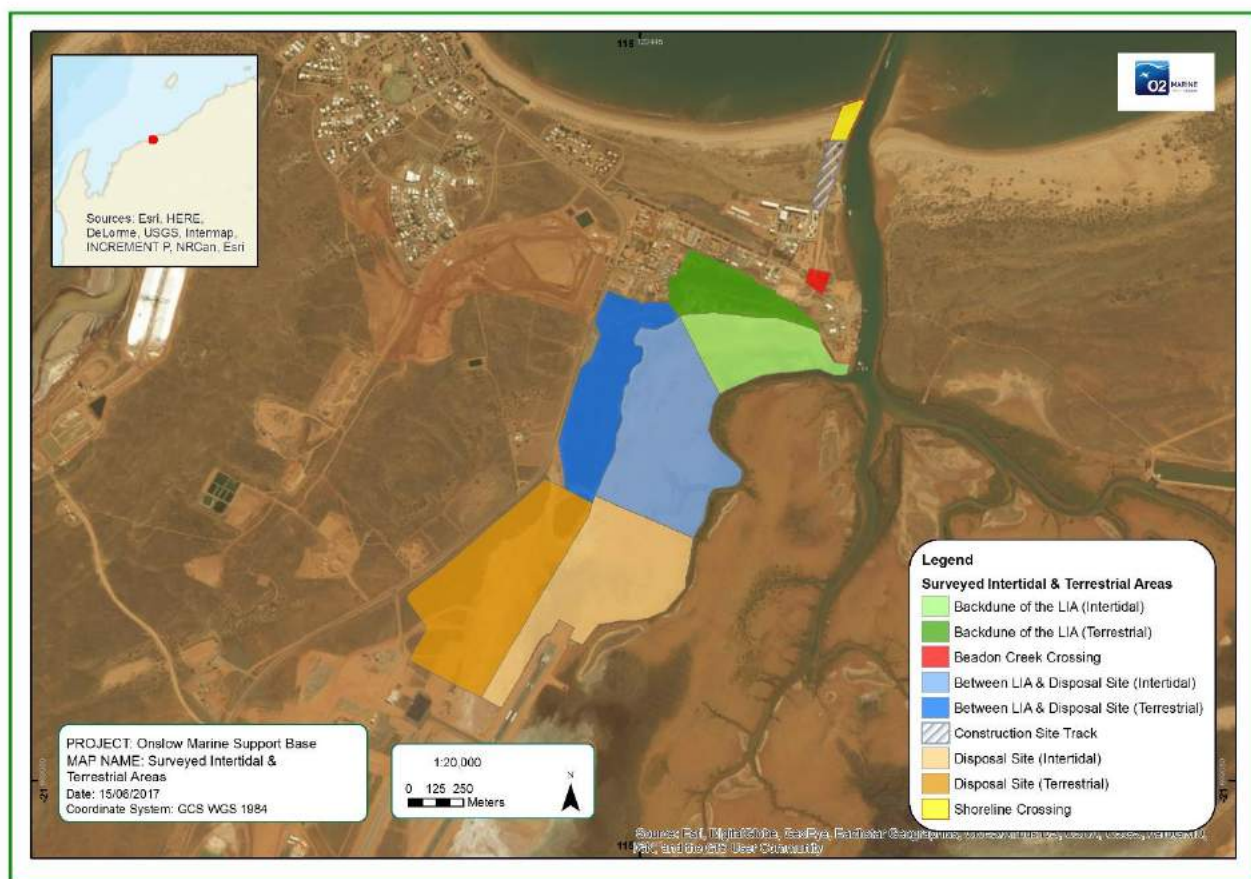 115
Sources: Esri, HERE,
DeLorme, USGS, Intermap,
INCREMENT P, NRCan, Esri
O2 MARINE
Legend
Surveyed Intertidal & Terrestrial Areas
Backdune of the LIA (Intertidal)
Backdune of the LIA (Terrestrial)
Beadon Creek Crossing
Between LIA & Disposal Site (Intertidal)
Between LIA & Disposal Site (Terrestrial)
Construction Site Track
Disposal Site (Intertidal)
Disposal Site (Terrestrial)
Shoreline Crossing
PROJECT: Onslow Marine Support Base
MAP NAME: Surveyed Intertidal &
Terrestrial Areas
Date: 15/06/2017
Coordinate System: GCS WGS 1984
1:20,000
0 125 250
Meters
N
-21
-21
Source: Esri, DigitalGlobe, GeoEye, Earthstar Geographics,
and the GIS User Community
115